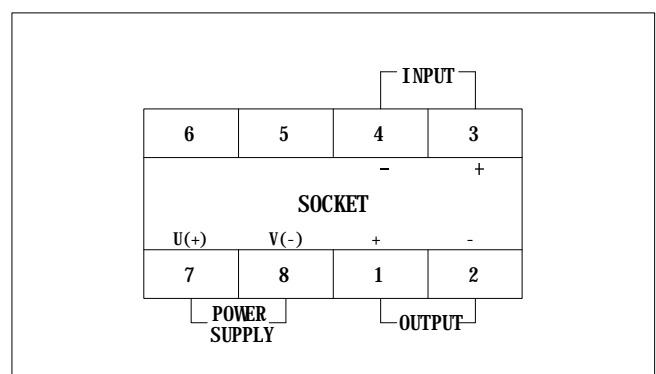 INPUT
6 5 4 3
− +
SOCKET
U(+) V(-) + -
7 8 1 2
POWER
SUPPLY
OUTPUT